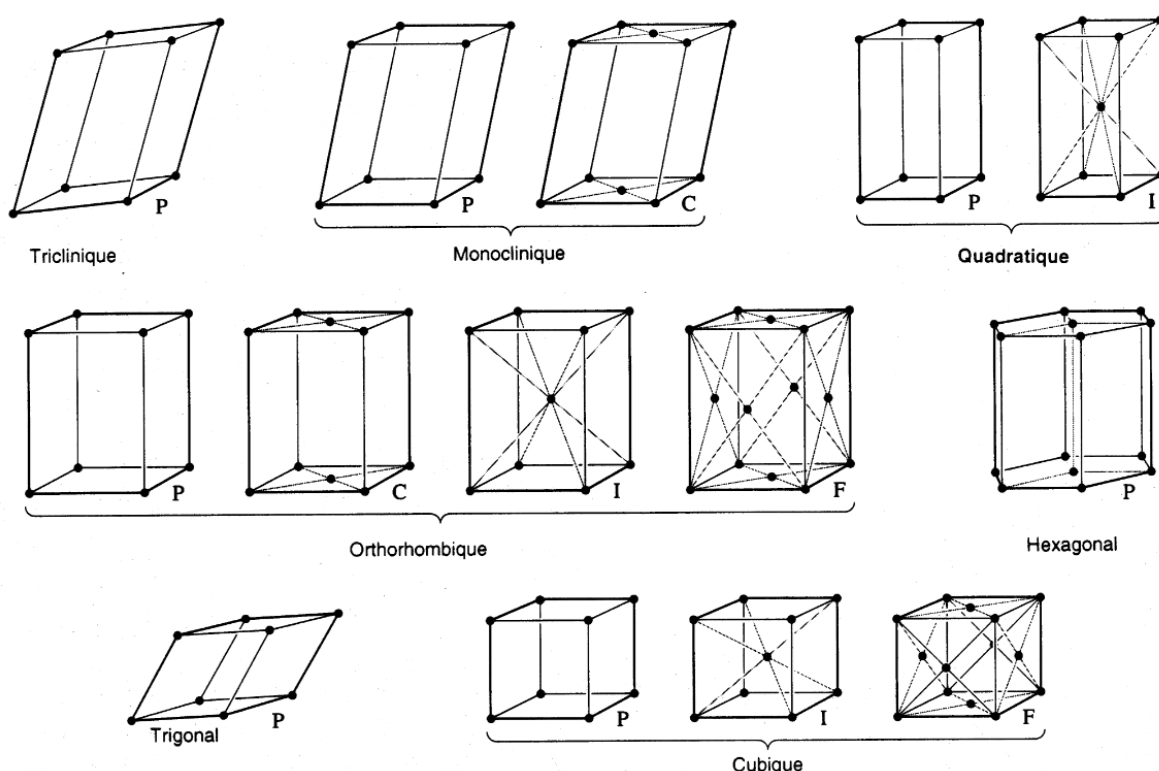 P
P
C
P
I
Triclinique
Monoclinique
Quadratique
P
C
I
F
P
Orthorhombique
Hexagonal
P
P
I
F
Trigonal
Cubique